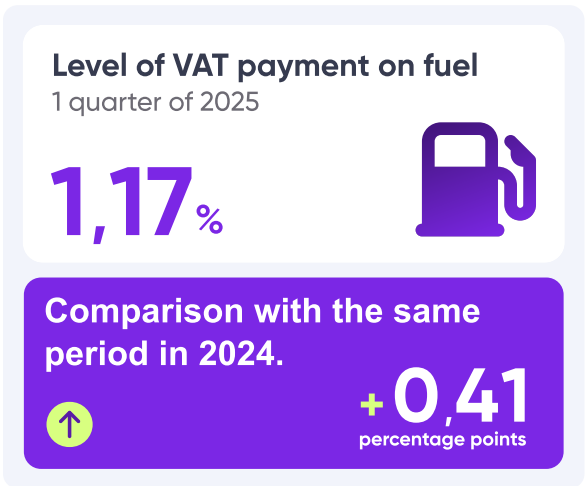 Level of VAT payment on fuel
1 quarter of 2025
1,17 %
Comparison with the same
period in 2024.
+0,41
percentage points